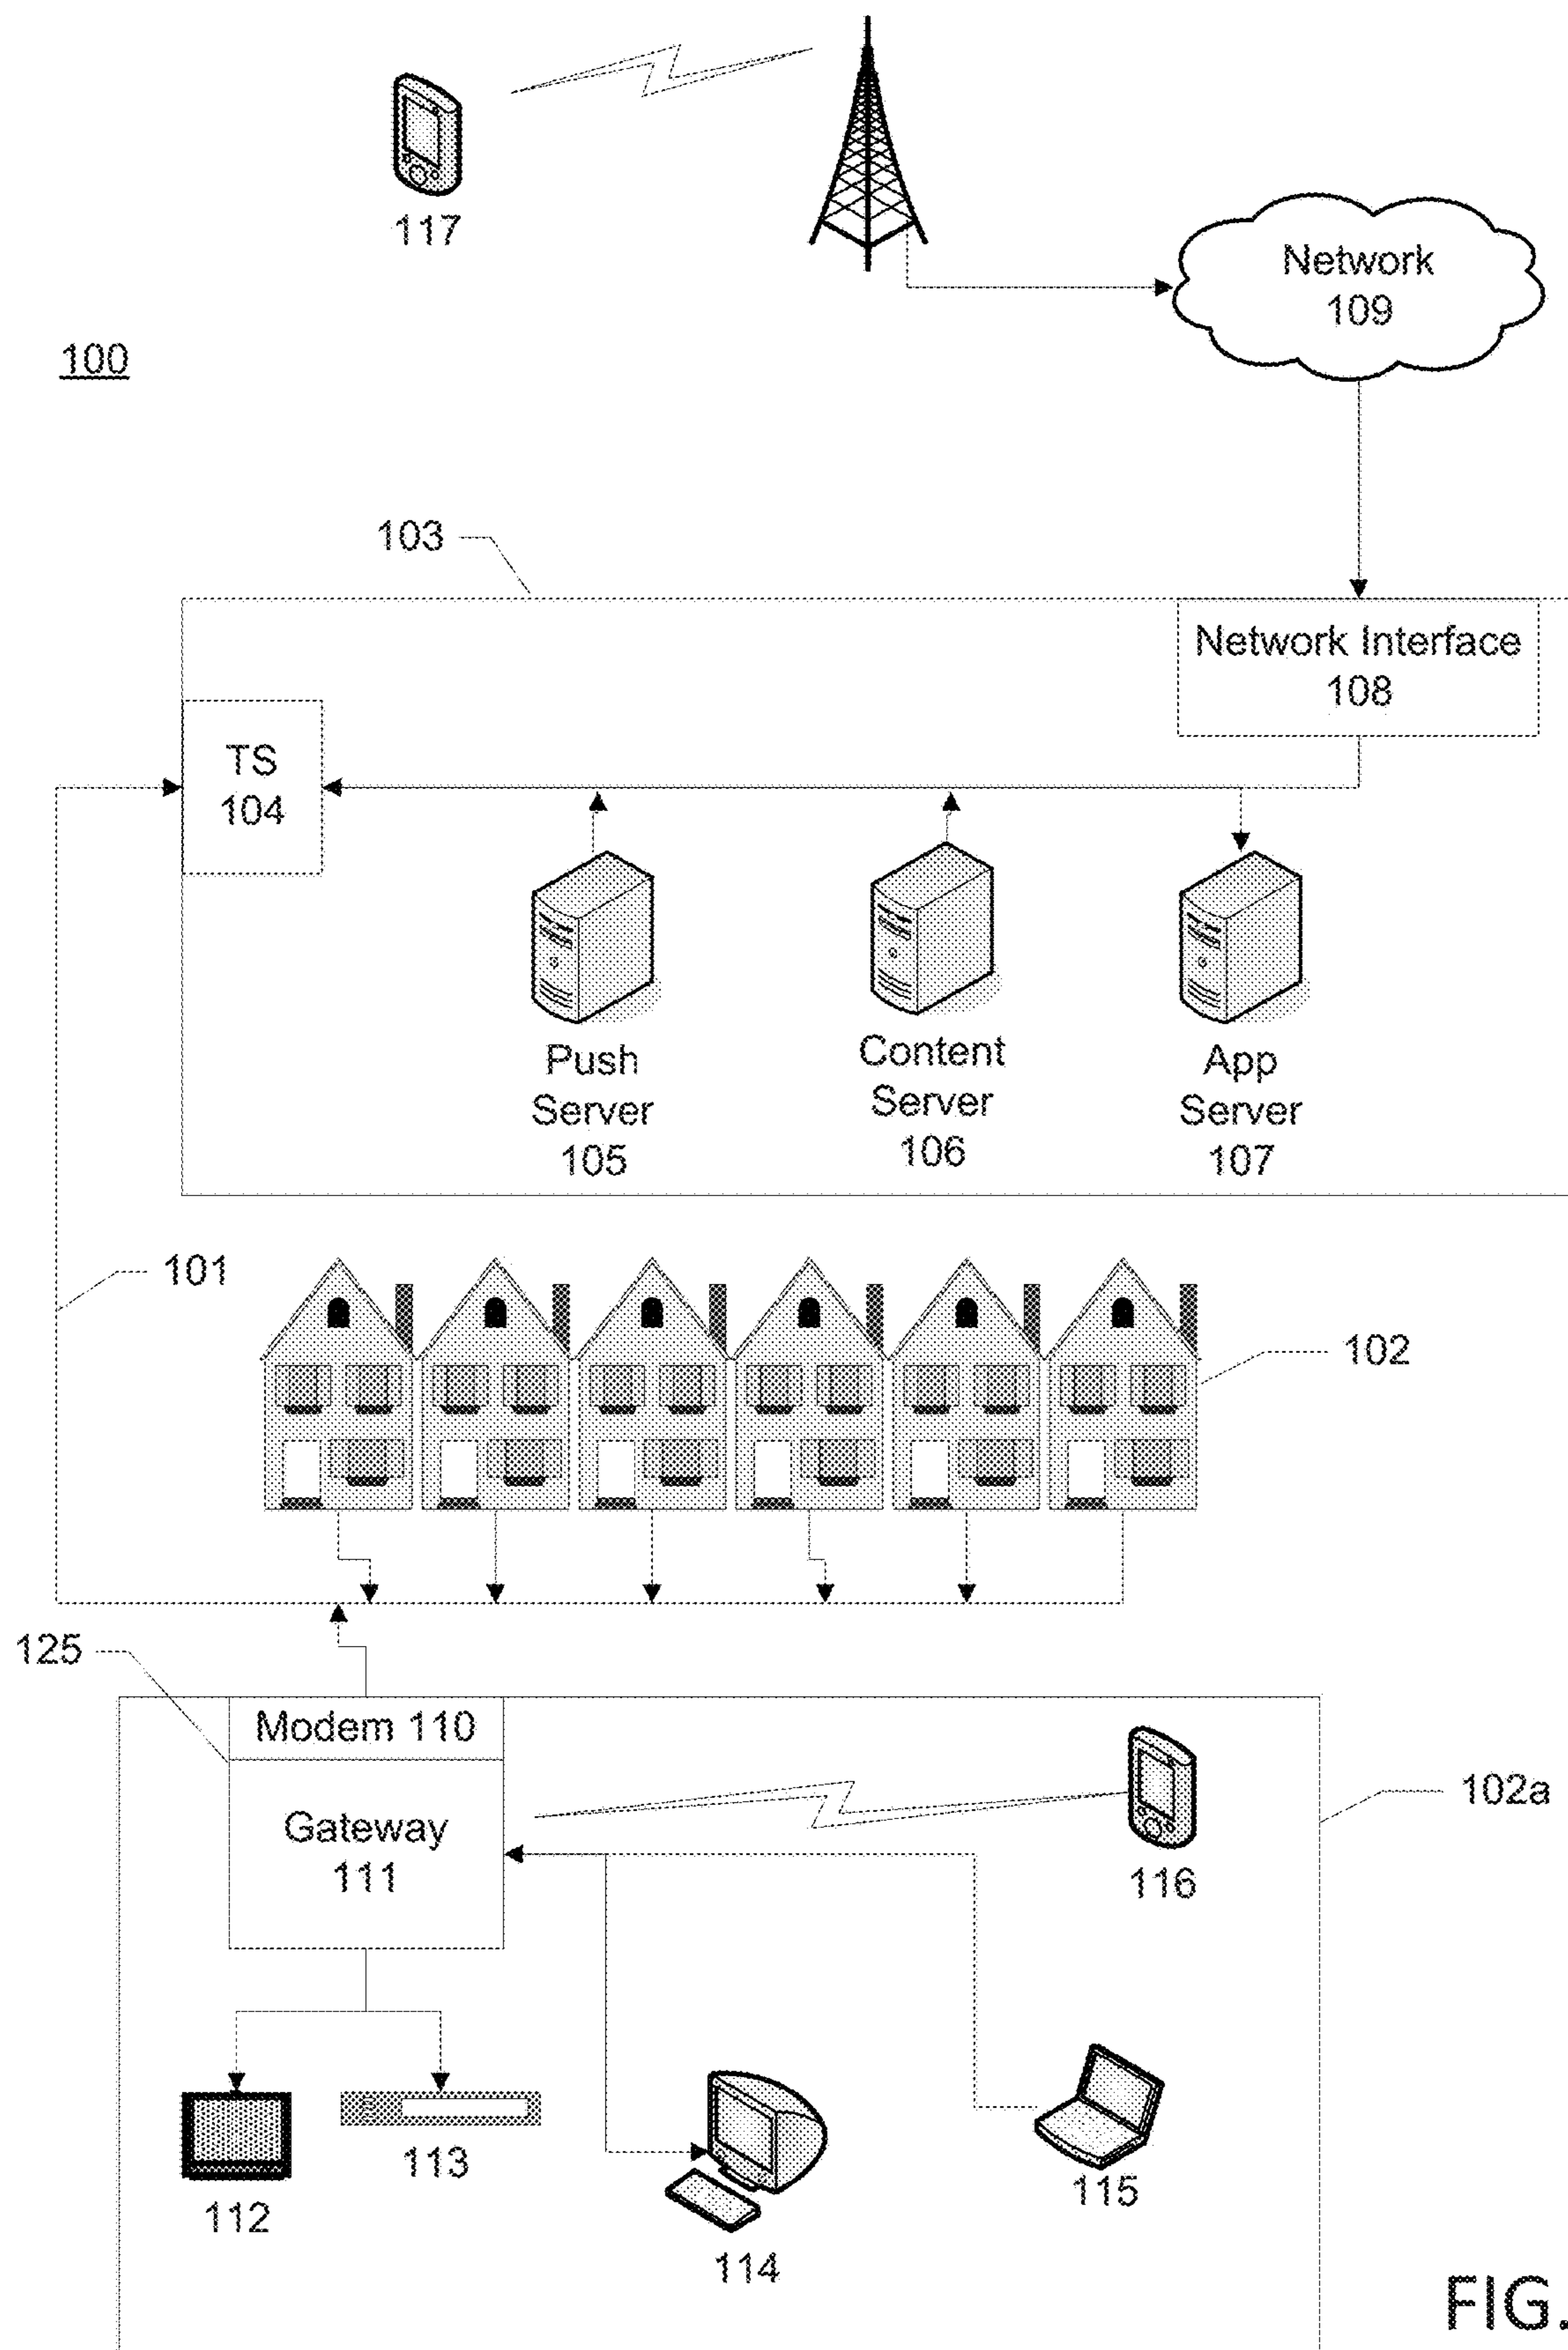 117
Network
109
100
103
Network Interface
108
TS
104
Push
Server
105
Content
Server
106
App
Server
107
101
102
125
Modem 110
102a
Gateway
111
116
112
113
114
115
FIG.